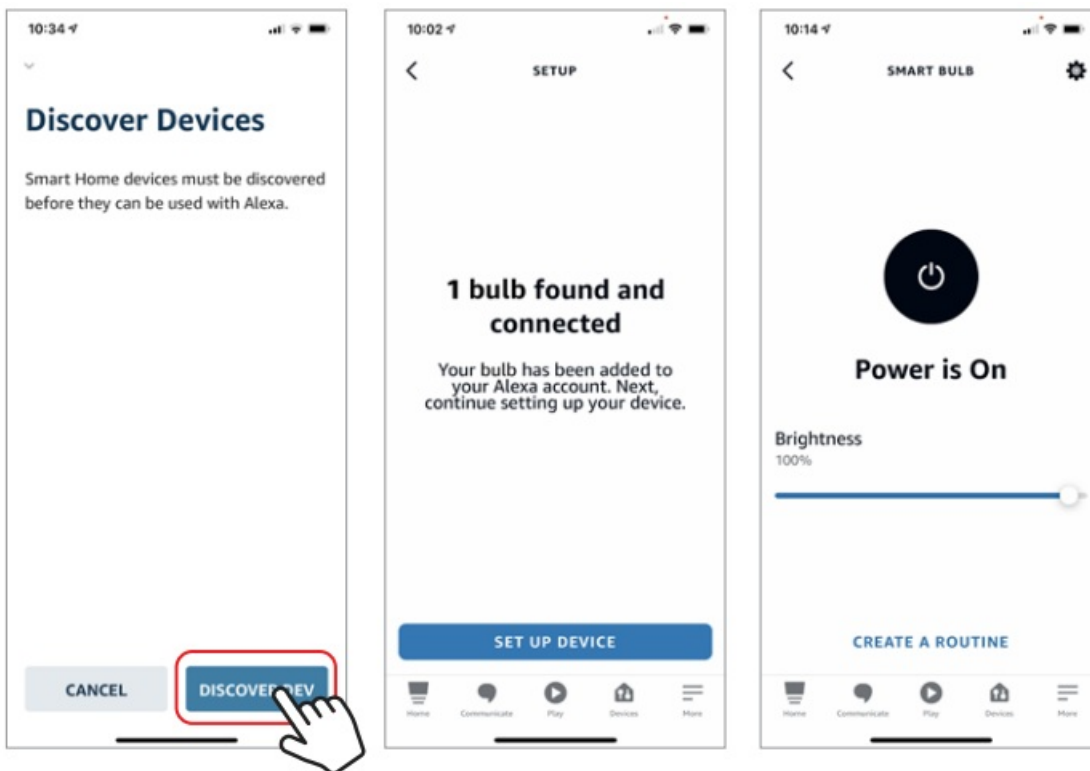 10:34
Discover Devices
Smart Home devices must be discovered
before they can be used with Alexa.
CANCEL
DISCOVER DEV
10:02
SETUP
1 bulb found and
connected
Your bulb has been added to
your Alexa account. Next,
continue setting up your device.
SET UP DEVICE
Home Communicate Play Devices More
10:14
SMART BULB
Power is On
Brightness
100%
CREATE A ROUTINE
Home Communicate Play Devices More